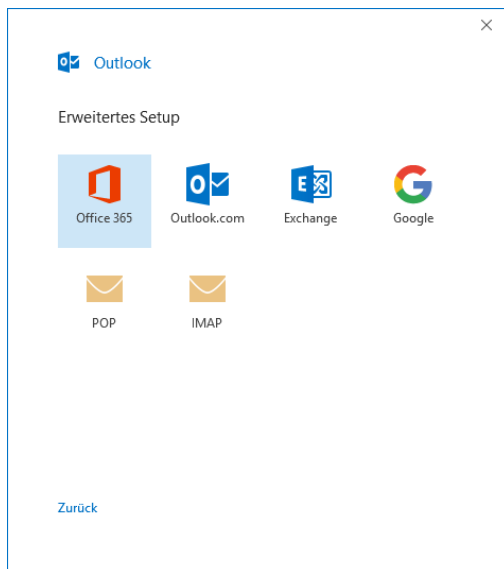 Outlook
Erweitertes Setup
Office 365
Outlook.com
Exchange
Google
POP
IMAP
Zurück